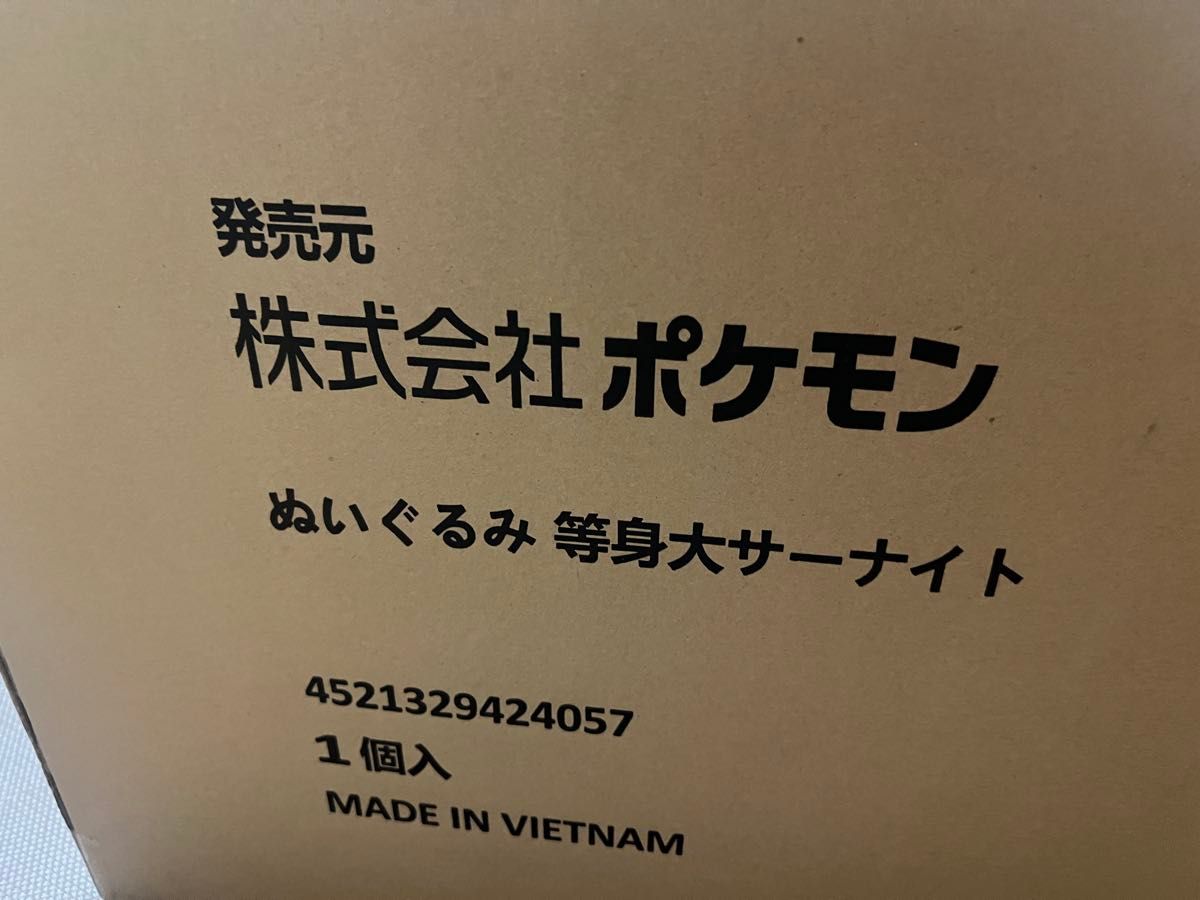 発売元
株式会社ポケモン
ぬいぐるみ 等身大サーナイト
4521329424057
1個入
MADE IN VIETNAM